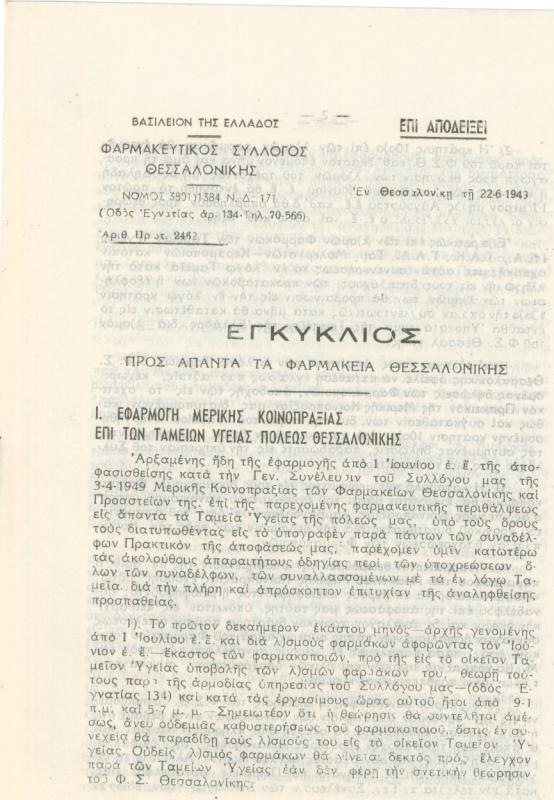 ΒΑΣΙΛΕΙΟΝ ΤΗΣ ΕΛΛΑΔΟΣ
ΕΠΙ ΑΠΟΔΕΙΞΕΙ
ΦΑΡΜΑΚΕΥΤΙΚΟΣ ΣΥΛΛΟΓΟΣ
ΘΕΣΣΑΛΟΝΙΚΗΣ
Ἐν Θεσσαλονίκῃ τῇ 22-6-1949
ΝΟΜΟΣ 3801)1384 Ν. Δ. 171
(Ὁδὸς Ἐγνατίας ἀρ. 134-Τηλ. 70-566)
Ἀριθ. Πρωτ. 2462
ΕΓΚΥΚΛΙΟΣ
ΠΡΟΣ ΑΠΑΝΤΑ ΤΑ ΦΑΡΜΑΚΕΙΑ ΘΕΣΣΑΛΟΝΙΚΗΣ
Ι. ΕΦΑΡΜΟΓΗ ΜΕΡΙΚΗΣ ΚΟΙΝΟΠΡΑΞΙΑΣ
ΕΠΙ ΤΩΝ ΤΑΜΕΙΩΝ ΥΓΕΙΑΣ ΠΟΛΕΩΣ ΘΕΣΣΑΛΟΝΙΚΗΣ
Ἀρξαμένης ἤδη τῆς ἐφαρμογῆς ἀπὸ 1 Ἰουνίου ἐ. ἔ. τῆς ἀπο-
φασισθείσης κατὰ τὴν Γεν. Συνέλευσιν τοῦ Συλλόγου μας τῆς
3-4-1949 Μερικῆς Κοινοπραξίας τῶν Φαρμακείων Θεσσαλονίκης καὶ
Προαστείων της. ἐπὶ τῆς παρεχομένης φαρμακευτικῆς περιθάλψεως
εἰς ἅπαντα τὰ Ταμεῖα Ὑγείας τῆς πόλεώς μας, ὑπὸ τοὺς ὅρους
τοὺς διατυπωθέντας εἰς τὸ ὑπογραφὲν παρὰ πάντων τῶν συναδέλ-
φων Πρακτικὸν τῆς ἀποφάσεώς μας, παρέχομεν ὑμῖν κατωτέρω
τὰς ἀκολούθους ἀπαραιτήτους ὁδηγίας περὶ τῶν ὑποχρεώσεων ὅ-
λων τῶν συναδέλφων, τῶν συναλλασσομένων μὲ τὰ ἐν λόγῳ Τα-
μεῖα διὰ τὴν πλήρη καὶ ἀπρόσκοπτον ἐπιτυχίαν τῆς ἀναληφθείσης
προσπαθείας.
1). Τὸ πρῶτον δεκαήμερον ἑκάστου μηνὸς—ἀρχῆς γενομένης
ἀπὸ 1 Ἰουλίου ἐ. ἔ. καὶ διὰ λ)σμοὺς φαρμάκων ἀφορῶντας τὸν Ἰού-
νιον ἐ. ἔ.—ἕκαστος τῶν φαρμακοποιῶν, πρὸ τῆς εἰς τὸ οἰκεῖον Τα-
μεῖον Ὑγείας ὑποβολῆς τῶν λ)σμῶν φαρμάκων του, θεωρῇ τού-
τους παρὰ τῆς ἁρμοδίας ὑπηρεσίας τοῦ Συλλόγου μας—(ὁδὸς Ἐ-
γνατίας 134) καὶ κατὰ τὰς ἐργασίμους ὥρας αὐτοῦ ἤτοι ἀπὸ 9-1
π.μ. καὶ 5-7 μ. μ.— Σημειωτέον ὅτι ἡ θεώρησις θὰ συντελῆται ἀμέ-
σως, ἄνευ οὐδεμιᾶς καθυστερήσεως τοῦ φαρμακοποιοῦ, ὅστις ἐν συ-
νεχείᾳ θὰ παραδίδῃ τοὺς λ)σμούς του εἰς τὸ οἰκεῖον Ταμεῖον Ὑ-
γείας. Οὐδεὶς λ)σμὸς φαρμάκων θὰ γίνεται δεκτὸς πρὸς ἔλεγχον
παρὰ τῶν Ταμείων Ὑγείας ἐὰν δὲν φέρῃ τὴν σχετικὴν θεώρησιν
τοῦ Φ. Σ. Θεσσαλονίκης.